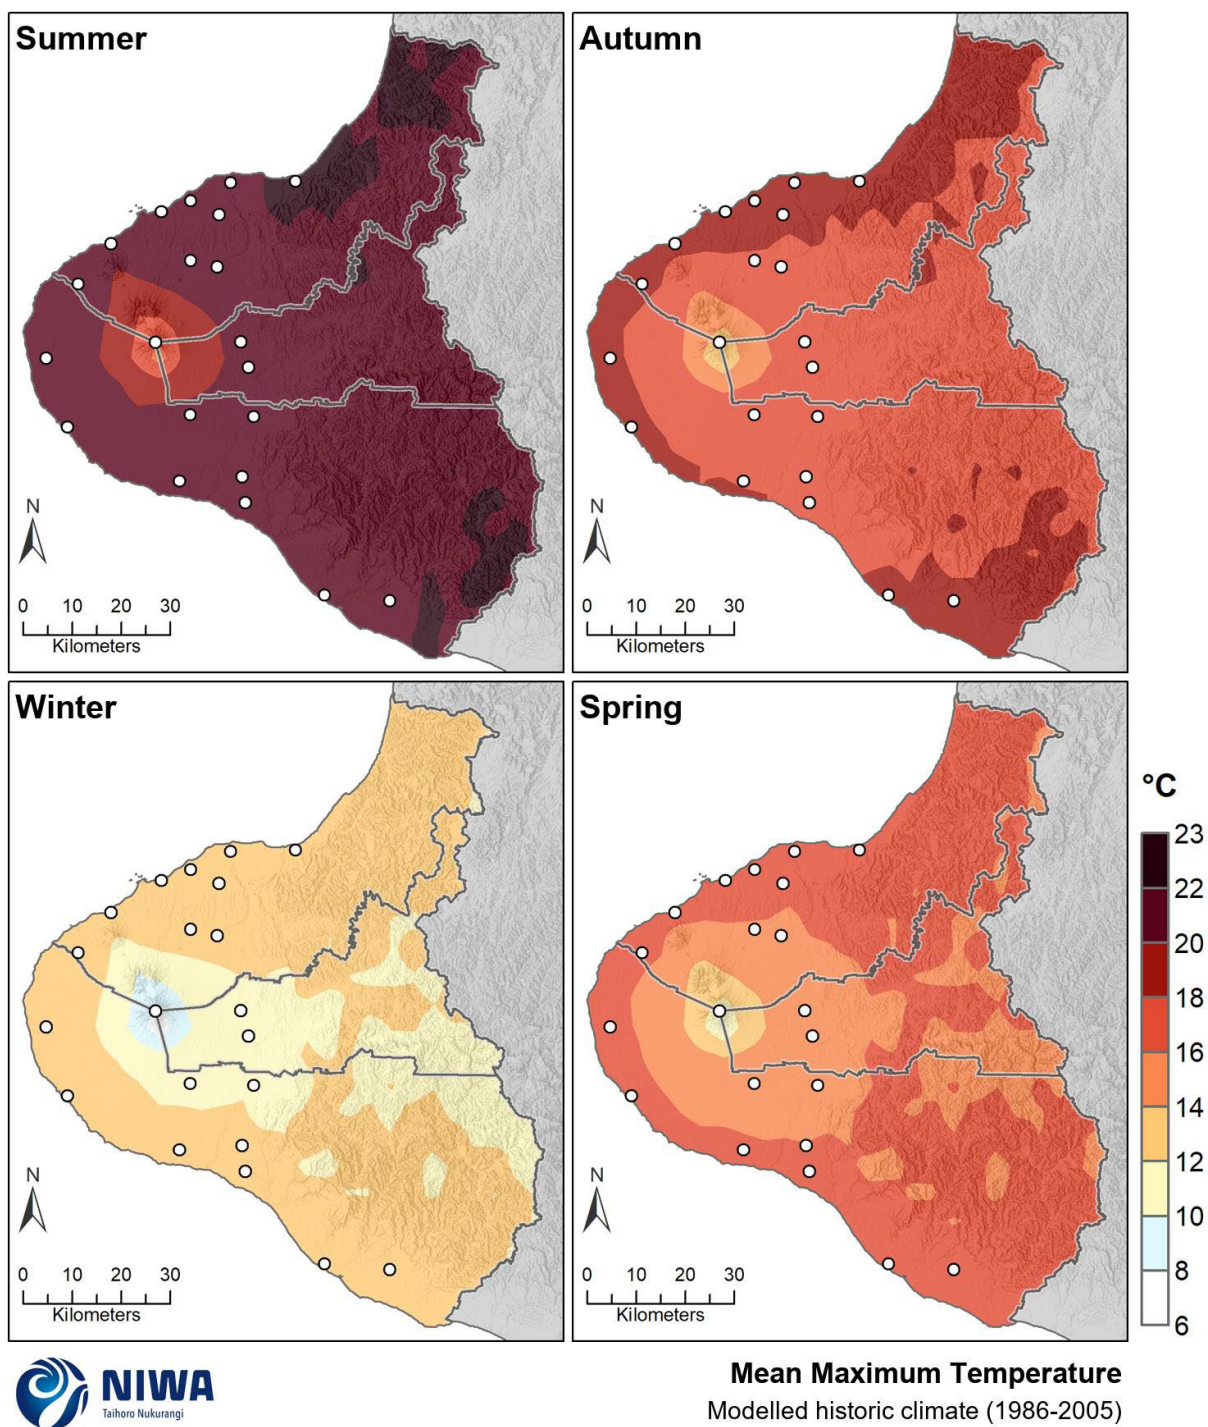 Summer
N
0 10 20 30
Kilometers
Autumn
N
0 10 20 30
Kilometers
Winter
N
0 10 20 30
Kilometers
Spring
N
0 10 20 30
Kilometers
°C
23
22
20
18
16
14
12
10
8
6
NIWA
Taihoro Nukurangi
Mean Maximum Temperature
Modelled historic climate (1986-2005)